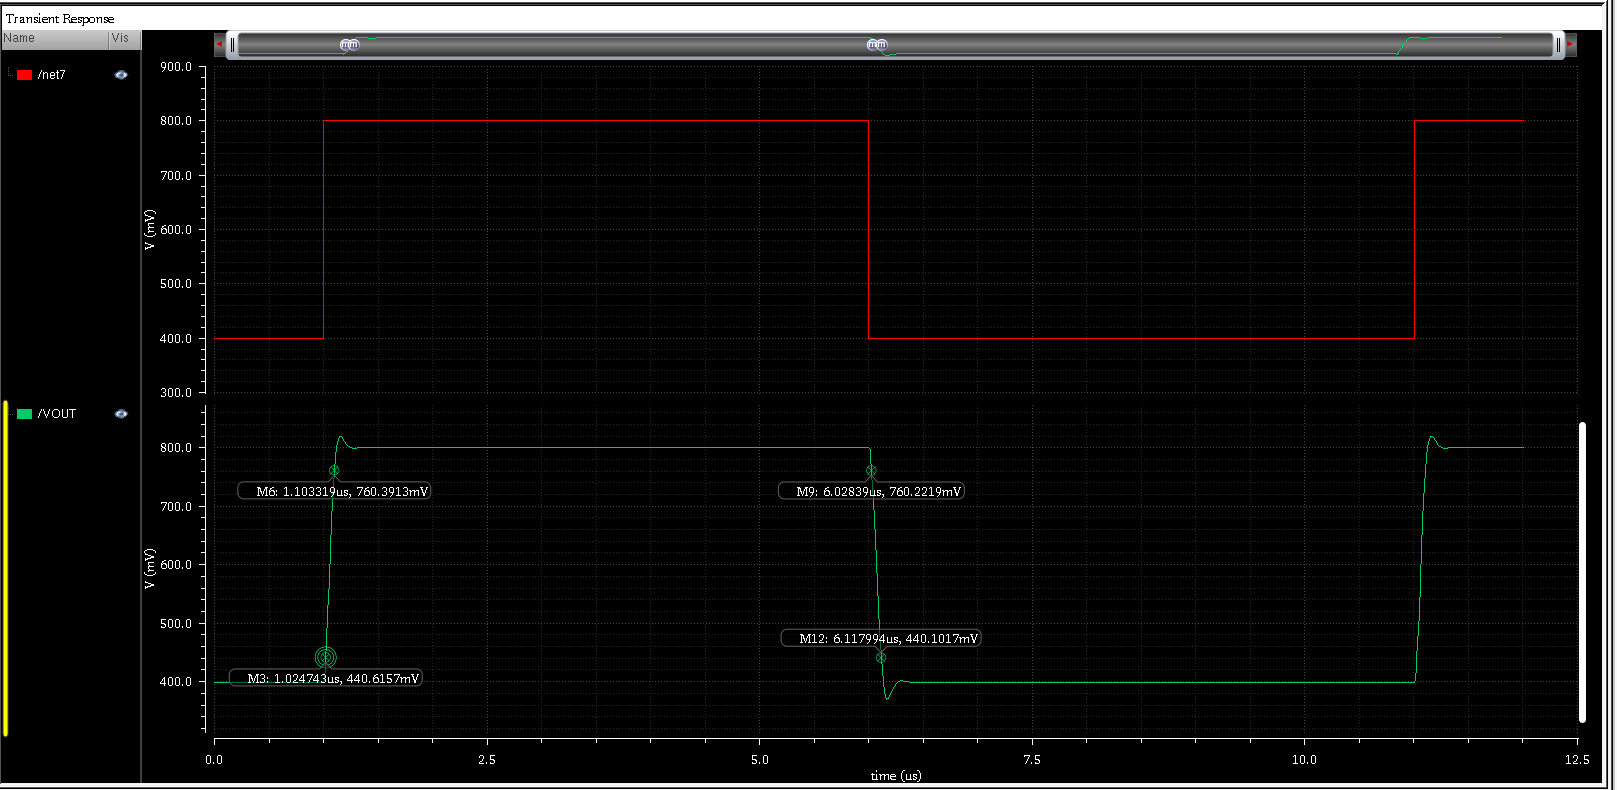 Transient Response
Name Vis
/net7
900.0
800.0
700.0
600.0
500.0
400.0
300.0
V (mV)
/VOUT
800.0
700.0
600.0
500.0
400.0
V (mV)
M6: 1.103319us, 760.3913mV
M9: 6.02839us, 760.2219mV
M12: 6.117994us, 440.1017mV
M3: 1.024743us, 440.6157mV
0.0 2.5 5.0 7.5 10.0 12.5
time (us)